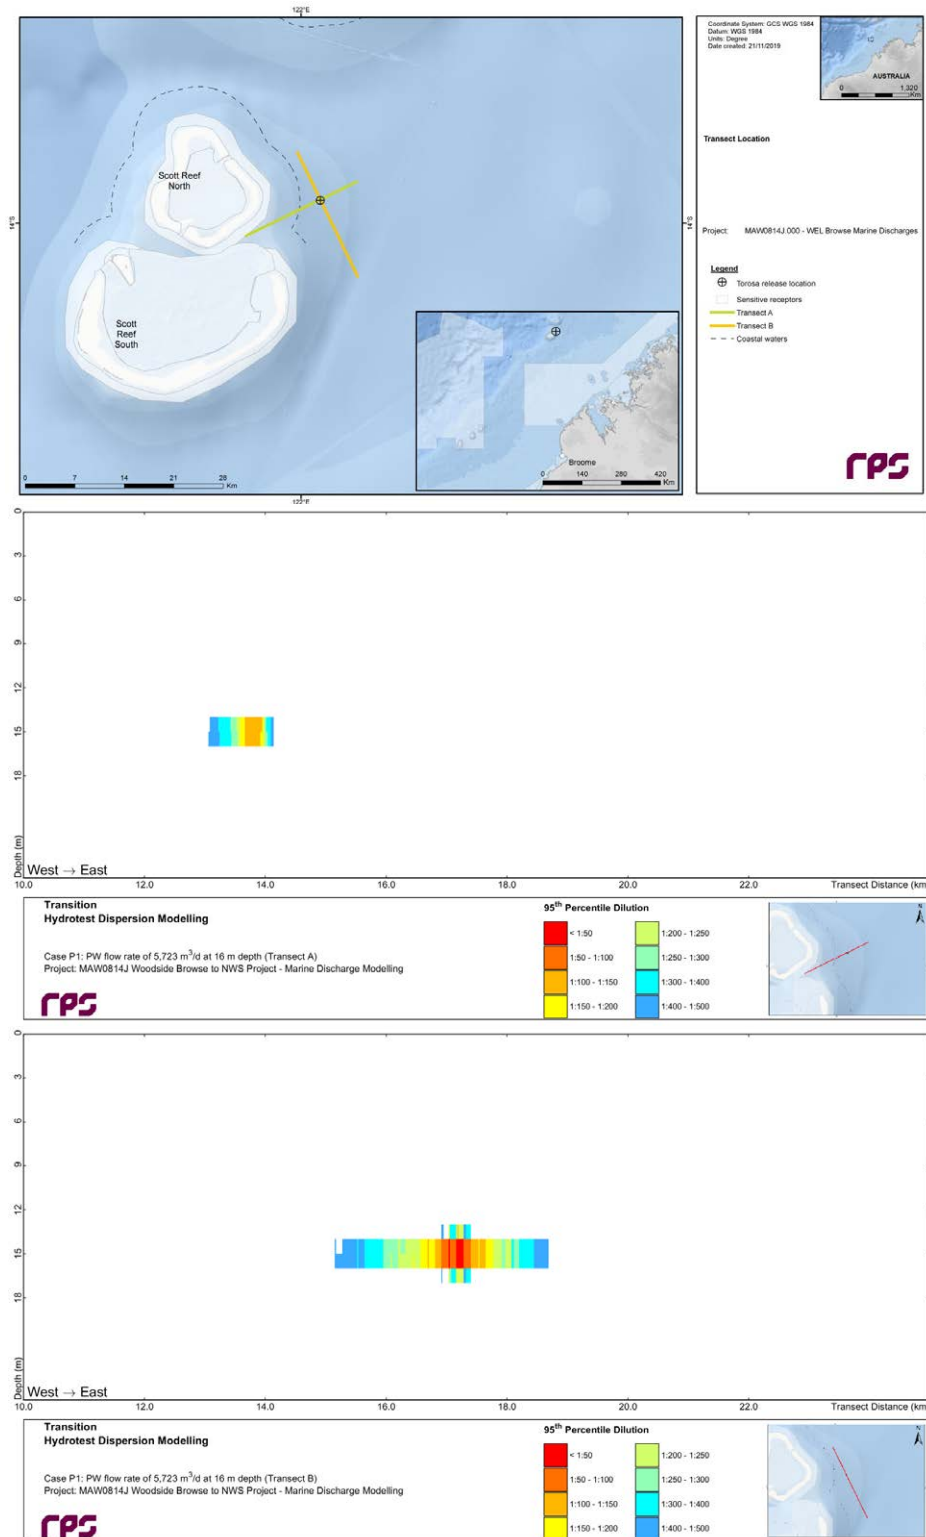 122°E
Scott Reef
North
Scott
Reef
South
14°S
14°S
0 7 14 21 28
Km
122°E
Broome
0 140 280 420
Km
Coordinate System: GCS WGS 1984
Datum: WGS 1984
Units: Degree
Date created: 21/11/2019
AUSTRALIA
0 1,320
Km
Transect Location
Project: MAW0814J.000 - WEL Browse Marine Discharges
Legend
Torosa release location
Sensitive receptors
Transect A
Transect B
Coastal waters
rps
0
3
6
9
12
15
18
Depth (m)
West → East
10.0 12.0 14.0 16.0 18.0 20.0 22.0 Transect Distance (km
Transition
Hydrotest Dispersion Modelling
Case P1: PW flow rate of 5,723 m³/d at 16 m depth (Transect A)
Project: MAW0814J Woodside Browse to NWS Project - Marine Discharge Modelling
rps
95th Percentile Dilution
< 1:50 1:200 - 1:250
1:50 - 1:100 1:250 - 1:300
1:100 - 1:150 1:300 - 1:400
1:150 - 1:200 1:400 - 1:500
N
0
3
6
9
12
15
18
Depth (m)
West → East
10.0 12.0 14.0 16.0 18.0 20.0 22.0 Transect Distance (km
Transition
Hydrotest Dispersion Modelling
Case P1: PW flow rate of 5,723 m³/d at 16 m depth (Transect B)
Project: MAW0814J Woodside Browse to NWS Project - Marine Discharge Modelling
rps
95th Percentile Dilution
< 1:50 1:200 - 1:250
1:50 - 1:100 1:250 - 1:300
1:100 - 1:150 1:300 - 1:400
1:150 - 1:200 1:400 - 1:500
N